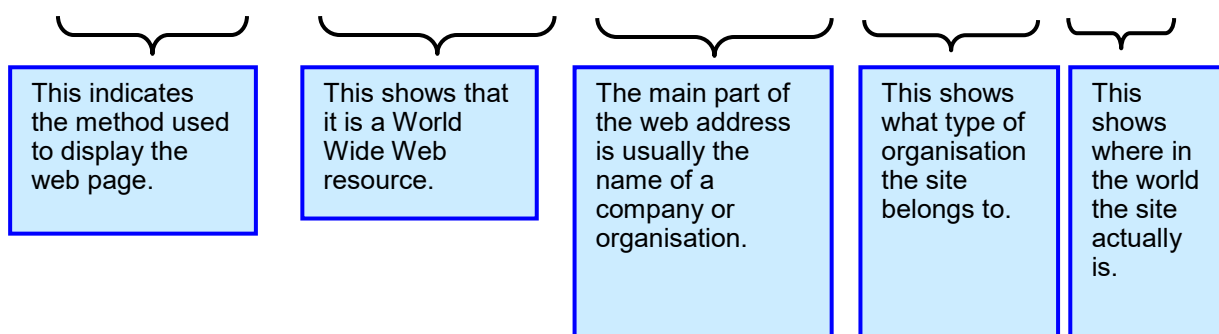 This indicates
the method used
to display the
web page.
This shows that
it is a World
Wide Web
resource.
The main part of
the web address
is usually the
name of a
company or
organisation.
This shows
what type of
organisation
the site
belongs to.
This
shows
where in
the world
the site
actually
is.